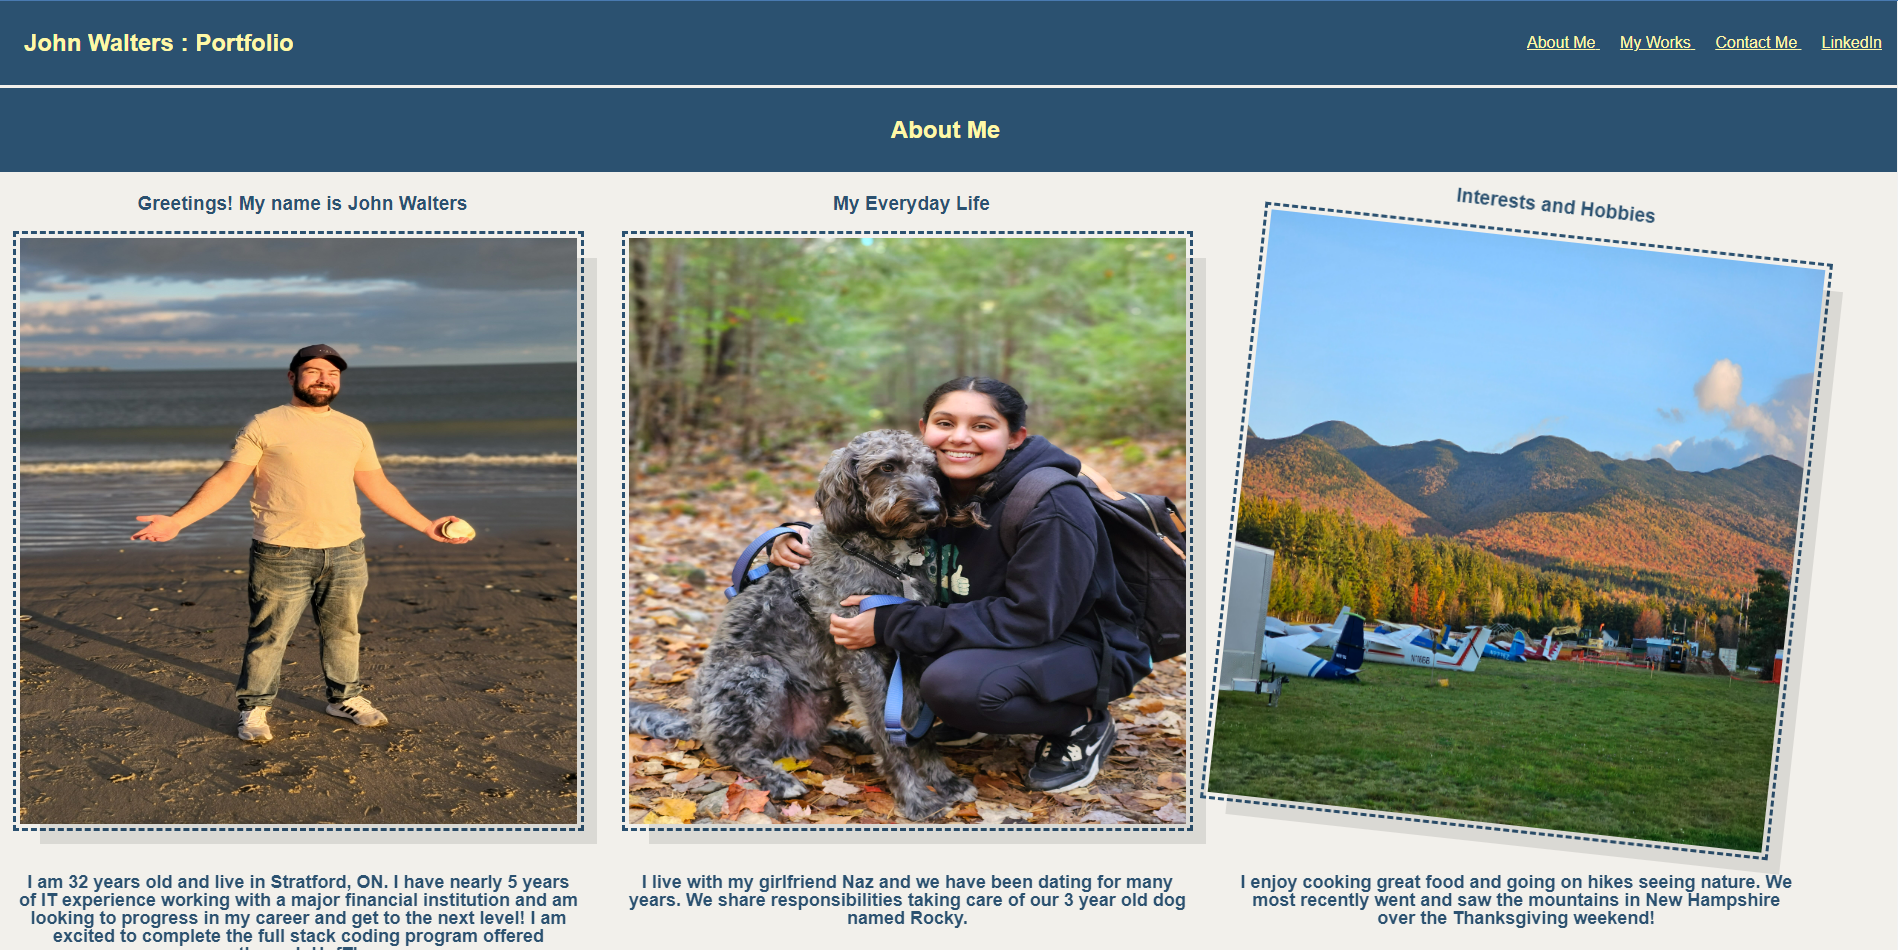 John Walters : Portfolio
About Me My Works Contact Me LinkedIn
About Me
Greetings! My name is John Walters
My Everyday Life
Interests and Hobbies
I am 32 years old and live in Stratford, ON. I have nearly 5 years
of IT experience working with a major financial institution and am
looking to progress in my career and get to the next level! I am
excited to complete the full stack coding program offered
I live with my girlfriend Naz and we have been dating for many
years. We share responsibilities taking care of our 3 year old dog
named Rocky.
I enjoy cooking great food and going on hikes seeing nature. We
most recently went and saw the mountains in New Hampshire
over the Thanksgiving weekend!